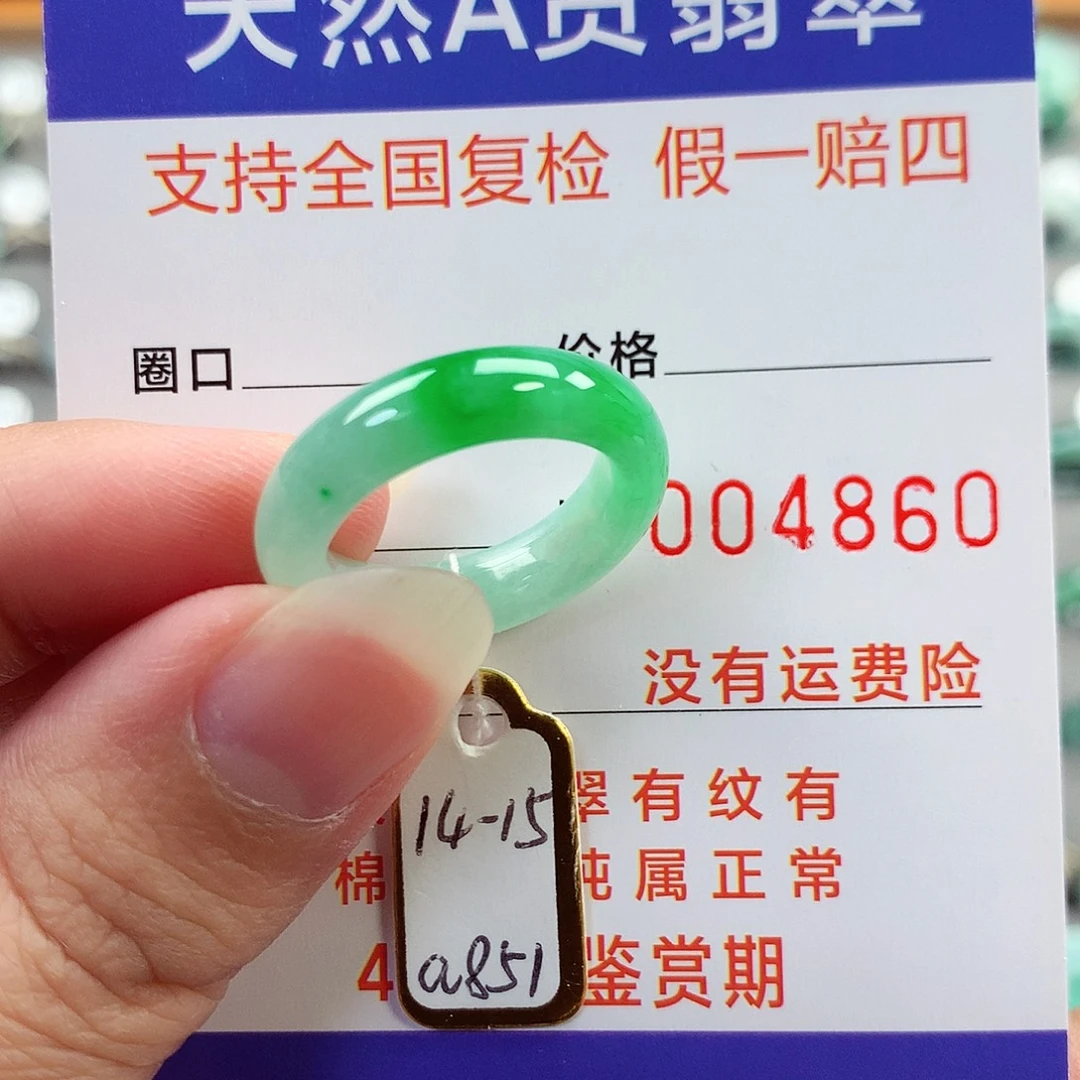 天然A货翡翠
支持全国复检 假一赔四
圈口 价格
004860
没有运费险
翠有纹有
棉 纯属正常
4 鉴赏期
14-15
a851